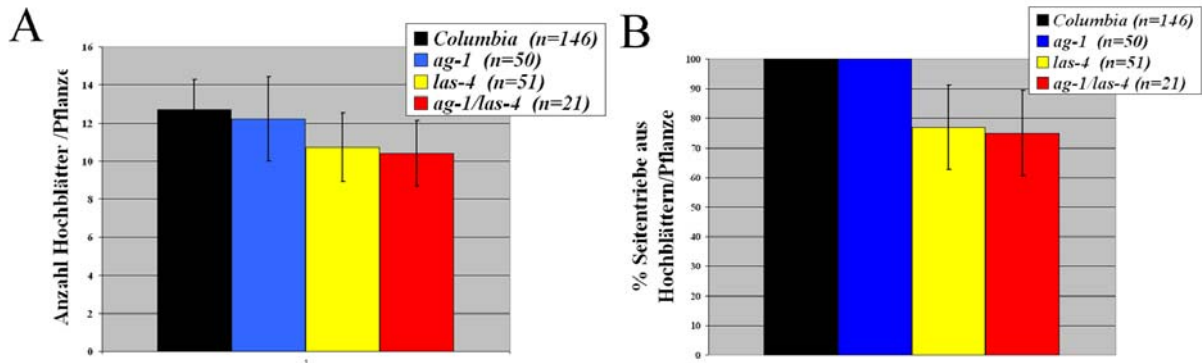 A
Anzahl Hochblätter /Pflanze
16
14
12
10
8
6
4
2
0
Columbia (n=146)
ag-1 (n=50)
las-4 (n=51)
ag-1/las-4 (n=21)
B
% Seitentriebe aus
Hochblättern/Pflanze
100
90
80
70
60
50
40
30
20
10
0
Columbia (n=146)
ag-1 (n=50)
las-4 (n=51)
ag-1/las-4 (n=21)